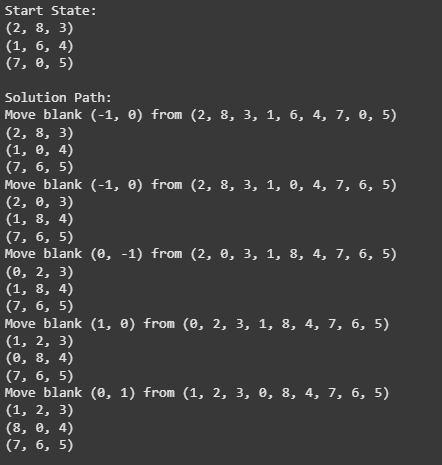 Start State:
(2, 8, 3)
(1, 6, 4)
(7, 0, 5)

Solution Path:
Move blank (-1, 0) from (2, 8, 3, 1, 6, 4, 7, 0, 5)
(2, 8, 3)
(1, 0, 4)
(7, 6, 5)
Move blank (-1, 0) from (2, 8, 3, 1, 0, 4, 7, 6, 5)
(2, 0, 3)
(1, 8, 4)
(7, 6, 5)
Move blank (0, -1) from (2, 0, 3, 1, 8, 4, 7, 6, 5)
(0, 2, 3)
(1, 8, 4)
(7, 6, 5)
Move blank (1, 0) from (0, 2, 3, 1, 8, 4, 7, 6, 5)
(1, 2, 3)
(0, 8, 4)
(7, 6, 5)
Move blank (0, 1) from (1, 2, 3, 0, 8, 4, 7, 6, 5)
(1, 2, 3)
(8, 0, 4)
(7, 6, 5)